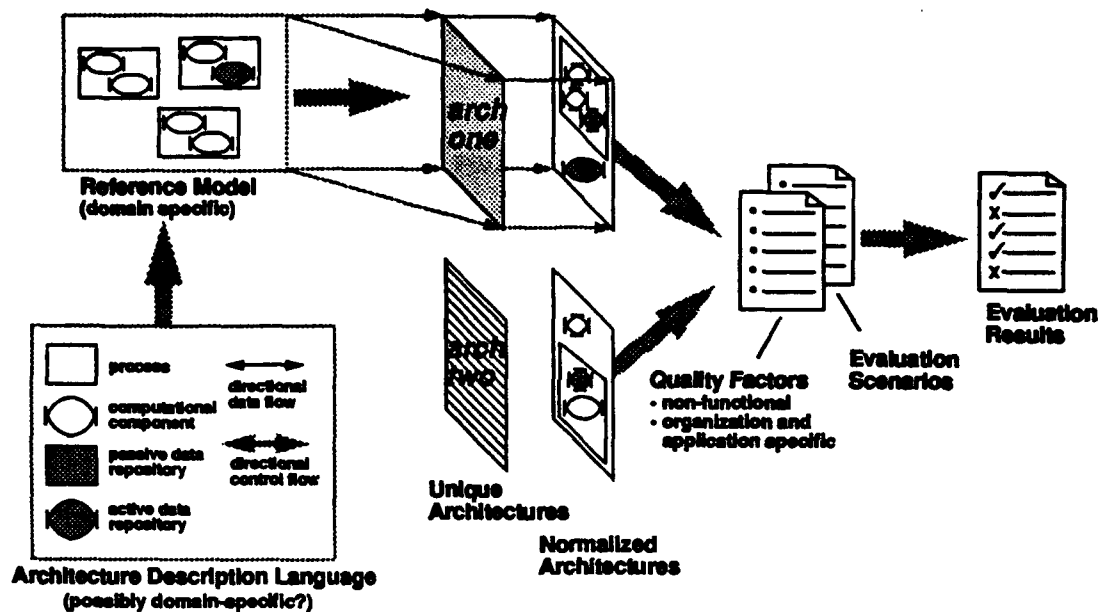 arch
one
Reference Model
(domain specific)
arch
two
process
directional
data flow
computational
component
passive data
repository
directional
control flow
active data
repository
Architecture Description Language
(possibly domain-specific?)
Unique
Architectures
Normalized
Architectures
Quality Factors
• non-functional
• organization and
application specific
Evaluation
Scenarios
Evaluation
Results